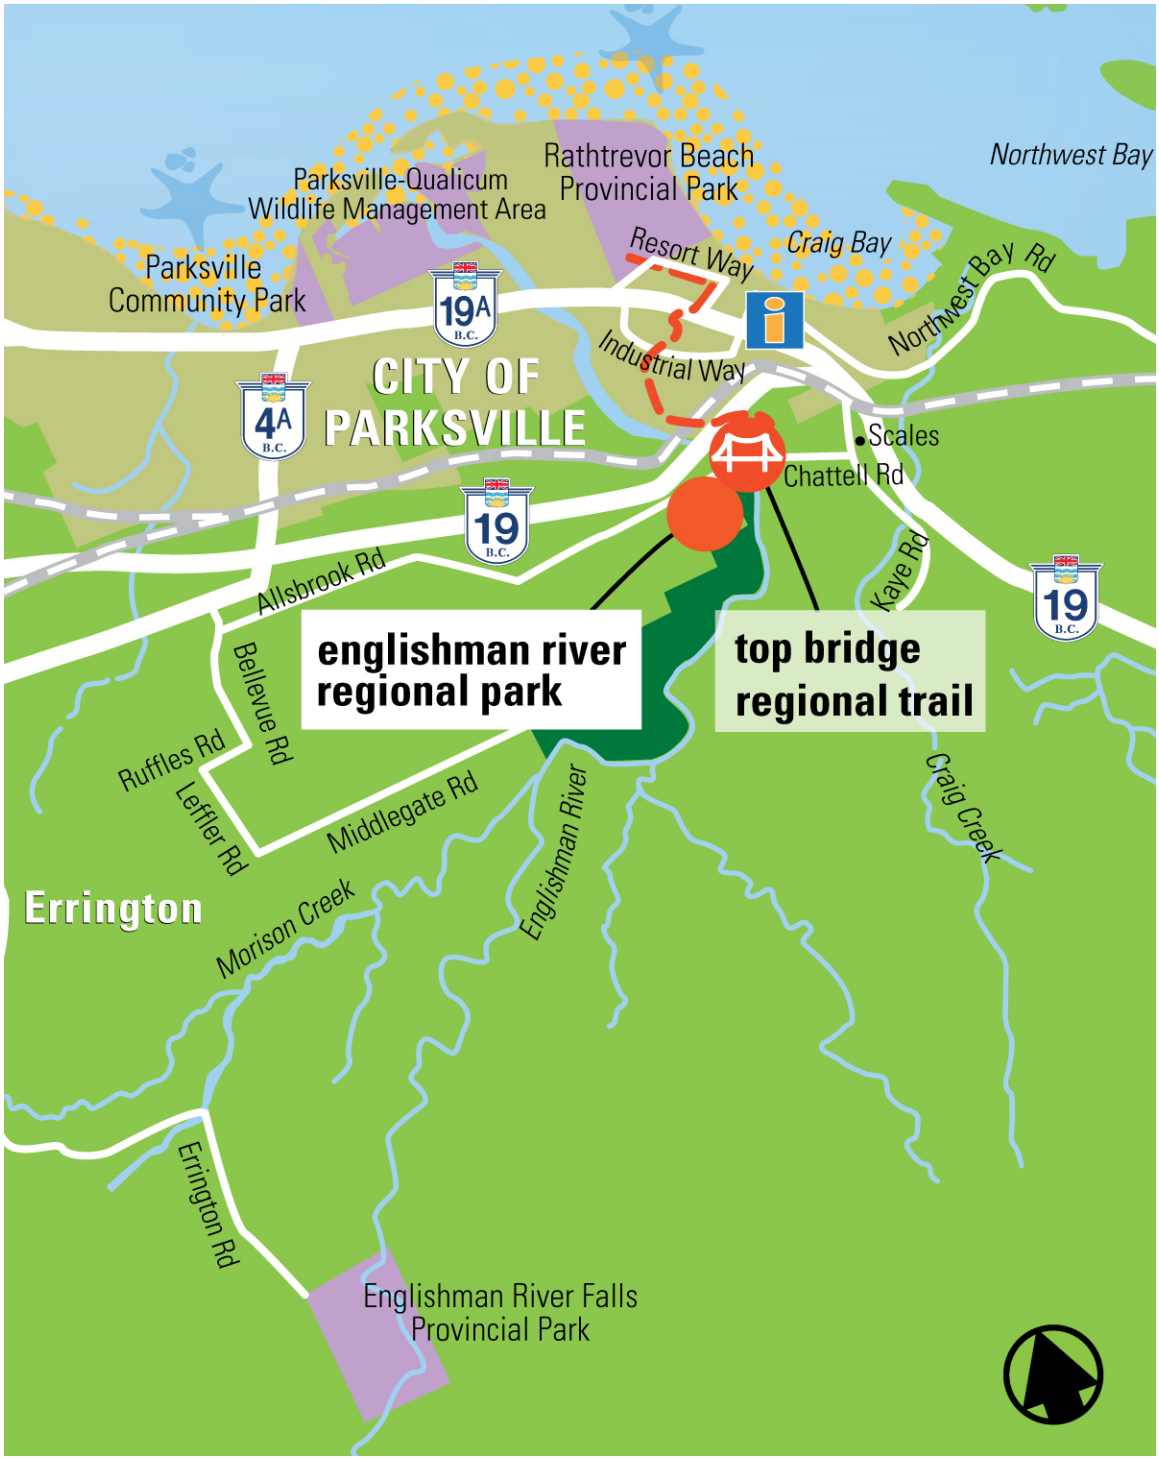 Northwest Bay
Rathtrevor Beach
Provincial Park
Parksville-Qualicum
Wildlife Management Area
Craig Bay
Resort Way
Northwest Bay Rd
Parksville
Community Park
19A
B.C.
Industrial Way
CITY OF
PARKSVILLE
4A
B.C.
Scales
Chattell Rd
19
B.C.
Allsbrook Rd
Kaye Rd
19
B.C.
englishman river
regional park
top bridge
regional trail
Bellevue Rd
Ruffles Rd
Leffler Rd
Middlegate Rd
Craig Creek
Englishman River
Errington
Morison Creek
Errington Rd
Englishman River Falls
Provincial Park